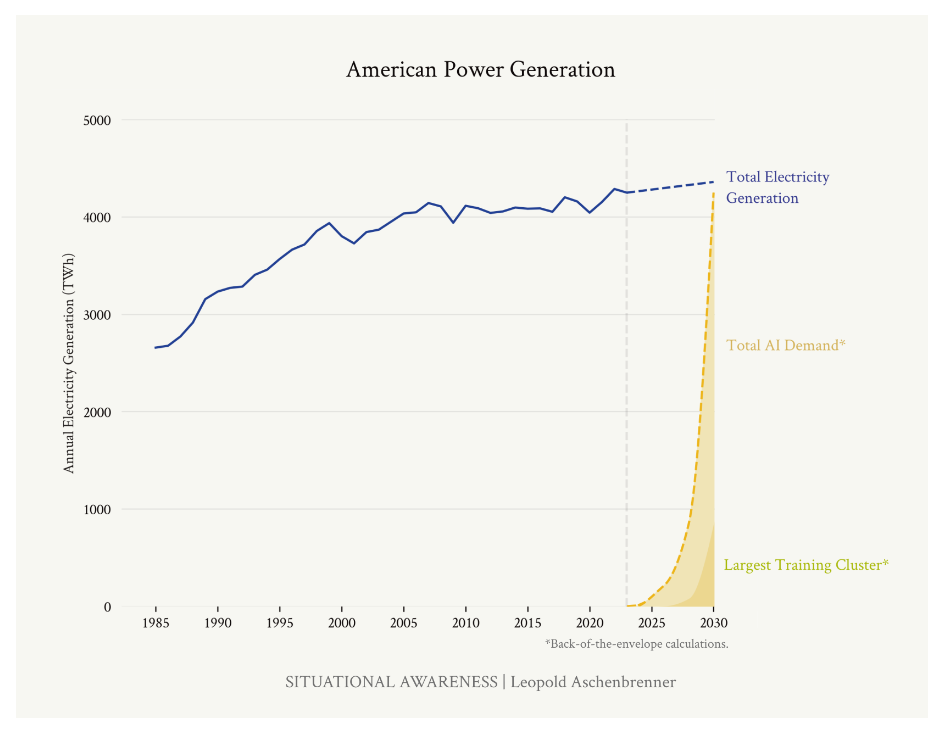 American Power Generation
5000
4000
3000
2000
1000
0
Annual Electricity Generation (TWh)
1985 1990 1995 2000 2005 2010 2015 2020 2025 2030
Total Electricity
Generation
Total AI Demand*
Largest Training Cluster*
*Back-of-the-envelope calculations.
SITUATIONAL AWARENESS | Leopold Aschenbrenner